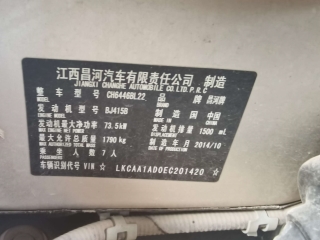 江西昌河汽车有限责任公司 制造
JIANGXI CHANGHE AUTOMOBILE CO.LTD. P.R.C
整车型号 CH6446BL22 品牌 昌河牌
发动机型号 BJ415B 制造国 中国
发动机最大净功率 73.5kW 发动机排量 1500 mL
最大允许总质量 1790 kg 制造年月 2014/10
乘坐人数 7人
车辆识别代号 VIN ☆ LKCAA1AD0EC201420 ☆